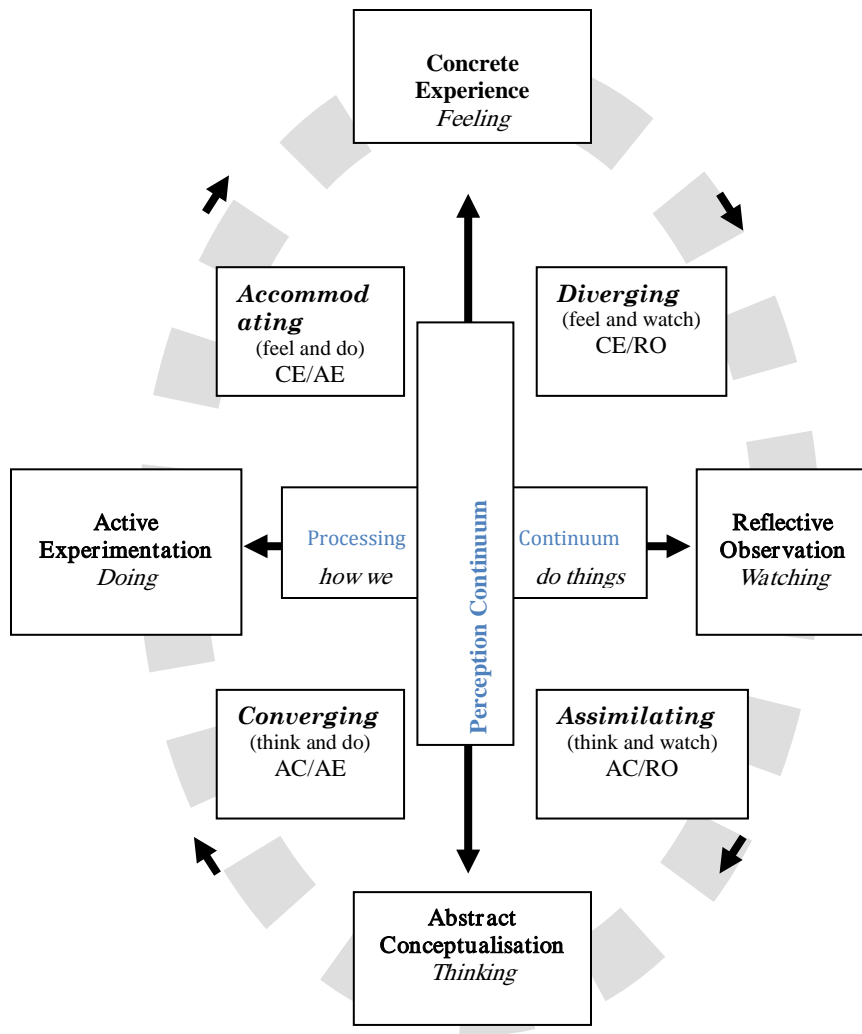 Concrete
Experience
Feeling
Accommod
ating
(feel and do)
CE/AE
Diverging
(feel and watch)
CE/RO
Active
Experimentation
Doing
Processing
how we
Perception Continuum
Continuum
do things
Reflective
Observation
Watching
Converging
(think and do)
AC/AE
Assimilating
(think and watch)
AC/RO
Abstract
Conceptualisation
Thinking